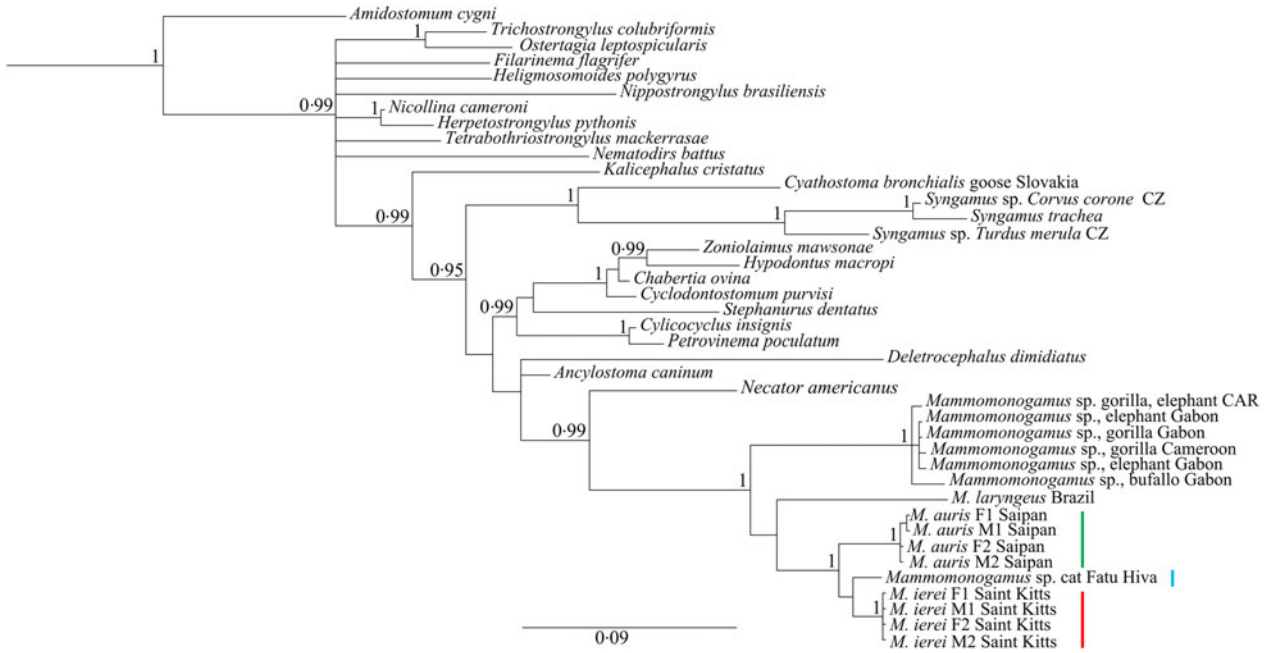 Amidostomum cygni
1
Trichostrongylus colubriformis
1
Ostertagia leptospicularis
Filarinema flagrifer
Heligmosomoides polygyrus
Nippostrongylus brasiliensis
0·99
Nicollina cameroni
1
Herpetostrongylus pythonis
Tetrabothriostrongylus mackerrasae
Nematodirs battus
Kalicephalus cristatus
0·99
Cyathostoma bronchialis goose Slovakia
1
Syngamus sp. Corvus corone CZ
1
Syngamus trachea
1
Syngamus sp. Turdus merula CZ
0·95
Zoniolaimus mawsonae
0·99
Hypodontus macropi
1
Chabertia ovina
Cyclodontostomum purvisi
0·99
Stephanurus dentatus
Cylicocyclus insignis
1
Petrovinema poculatum
Deletrocephalus dimidiatus
Ancylostoma caninum
Necator americanus
0·99
Mammomonogamus sp. gorilla, elephant CAR
Mammomonogamus sp., elephant Gabon
Mammomonogamus sp., gorilla Gabon
1
Mammomonogamus sp., gorilla Cameroon
Mammomonogamus sp., elephant Gabon
Mammomonogamus sp., bufallo Gabon
1
M. laryngeus Brazil
M. auris F1 Saipan
M. auris M1 Saipan
1
M. auris F2 Saipan
M. auris M2 Saipan
1
Mammomonogamus sp. cat Fatu Hiva
M. ierei F1 Saint Kitts
1
M. ierei M1 Saint Kitts
M. ierei F2 Saint Kitts
M. ierei M2 Saint Kitts
0·09